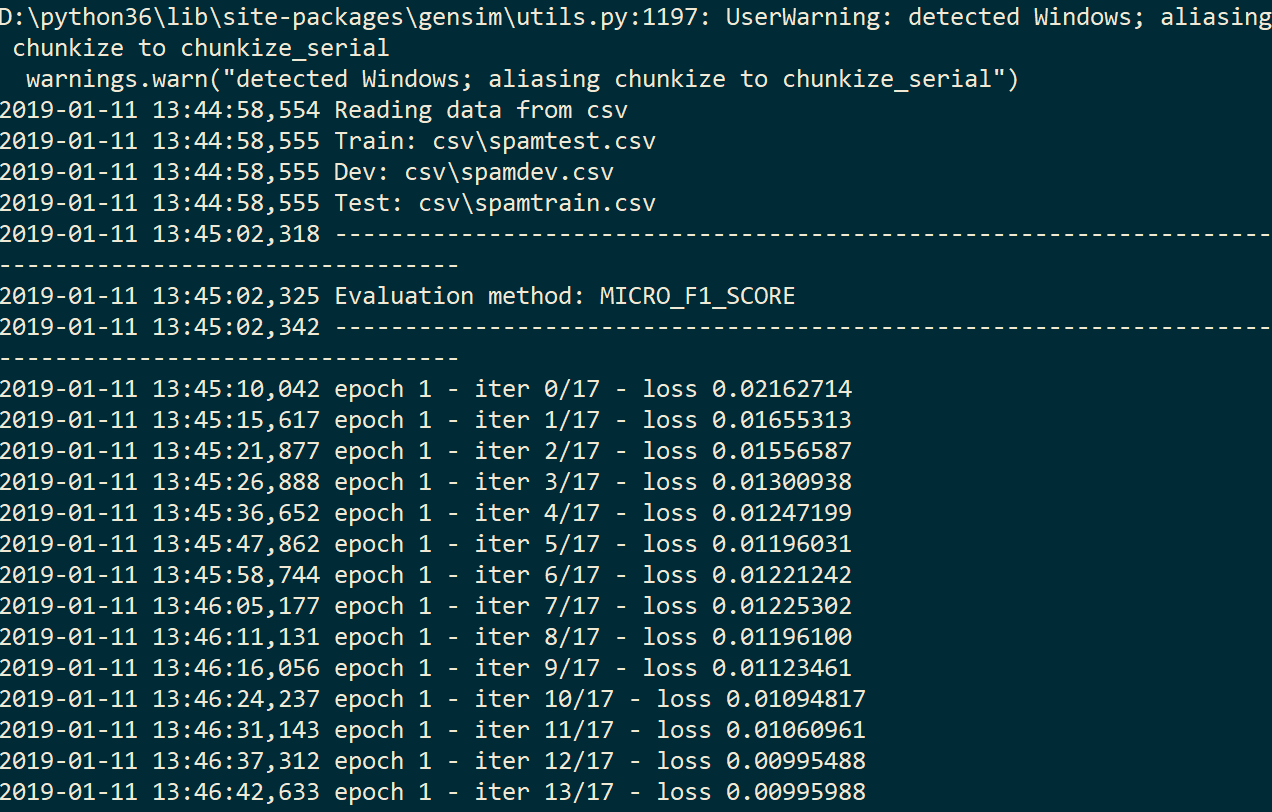 D:\python36\lib\site-packages\gensim\utils.py:1197: UserWarning: detected Windows; aliasing
 chunkize to chunkize_serial
  warnings.warn("detected Windows; aliasing chunkize to chunkize_serial")
2019-01-11 13:44:58,554 Reading data from csv
2019-01-11 13:44:58,555 Train: csv\spamtest.csv
2019-01-11 13:44:58,555 Dev: csv\spamdev.csv
2019-01-11 13:44:58,555 Test: csv\spamtrain.csv
2019-01-11 13:45:02,318 -------------------------------------------------------------------
---------------------------------
2019-01-11 13:45:02,325 Evaluation method: MICRO_F1_SCORE
2019-01-11 13:45:02,342 -------------------------------------------------------------------
---------------------------------
2019-01-11 13:45:10,042 epoch 1 - iter 0/17 - loss 0.02162714
2019-01-11 13:45:15,617 epoch 1 - iter 1/17 - loss 0.01655313
2019-01-11 13:45:21,877 epoch 1 - iter 2/17 - loss 0.01556587
2019-01-11 13:45:26,888 epoch 1 - iter 3/17 - loss 0.01300938
2019-01-11 13:45:36,652 epoch 1 - iter 4/17 - loss 0.01247199
2019-01-11 13:45:47,862 epoch 1 - iter 5/17 - loss 0.01196031
2019-01-11 13:45:58,744 epoch 1 - iter 6/17 - loss 0.01221242
2019-01-11 13:46:05,177 epoch 1 - iter 7/17 - loss 0.01225302
2019-01-11 13:46:11,131 epoch 1 - iter 8/17 - loss 0.01196100
2019-01-11 13:46:16,056 epoch 1 - iter 9/17 - loss 0.01123461
2019-01-11 13:46:24,237 epoch 1 - iter 10/17 - loss 0.01094817
2019-01-11 13:46:31,143 epoch 1 - iter 11/17 - loss 0.01060961
2019-01-11 13:46:37,312 epoch 1 - iter 12/17 - loss 0.00995488
2019-01-11 13:46:42,633 epoch 1 - iter 13/17 - loss 0.00995988